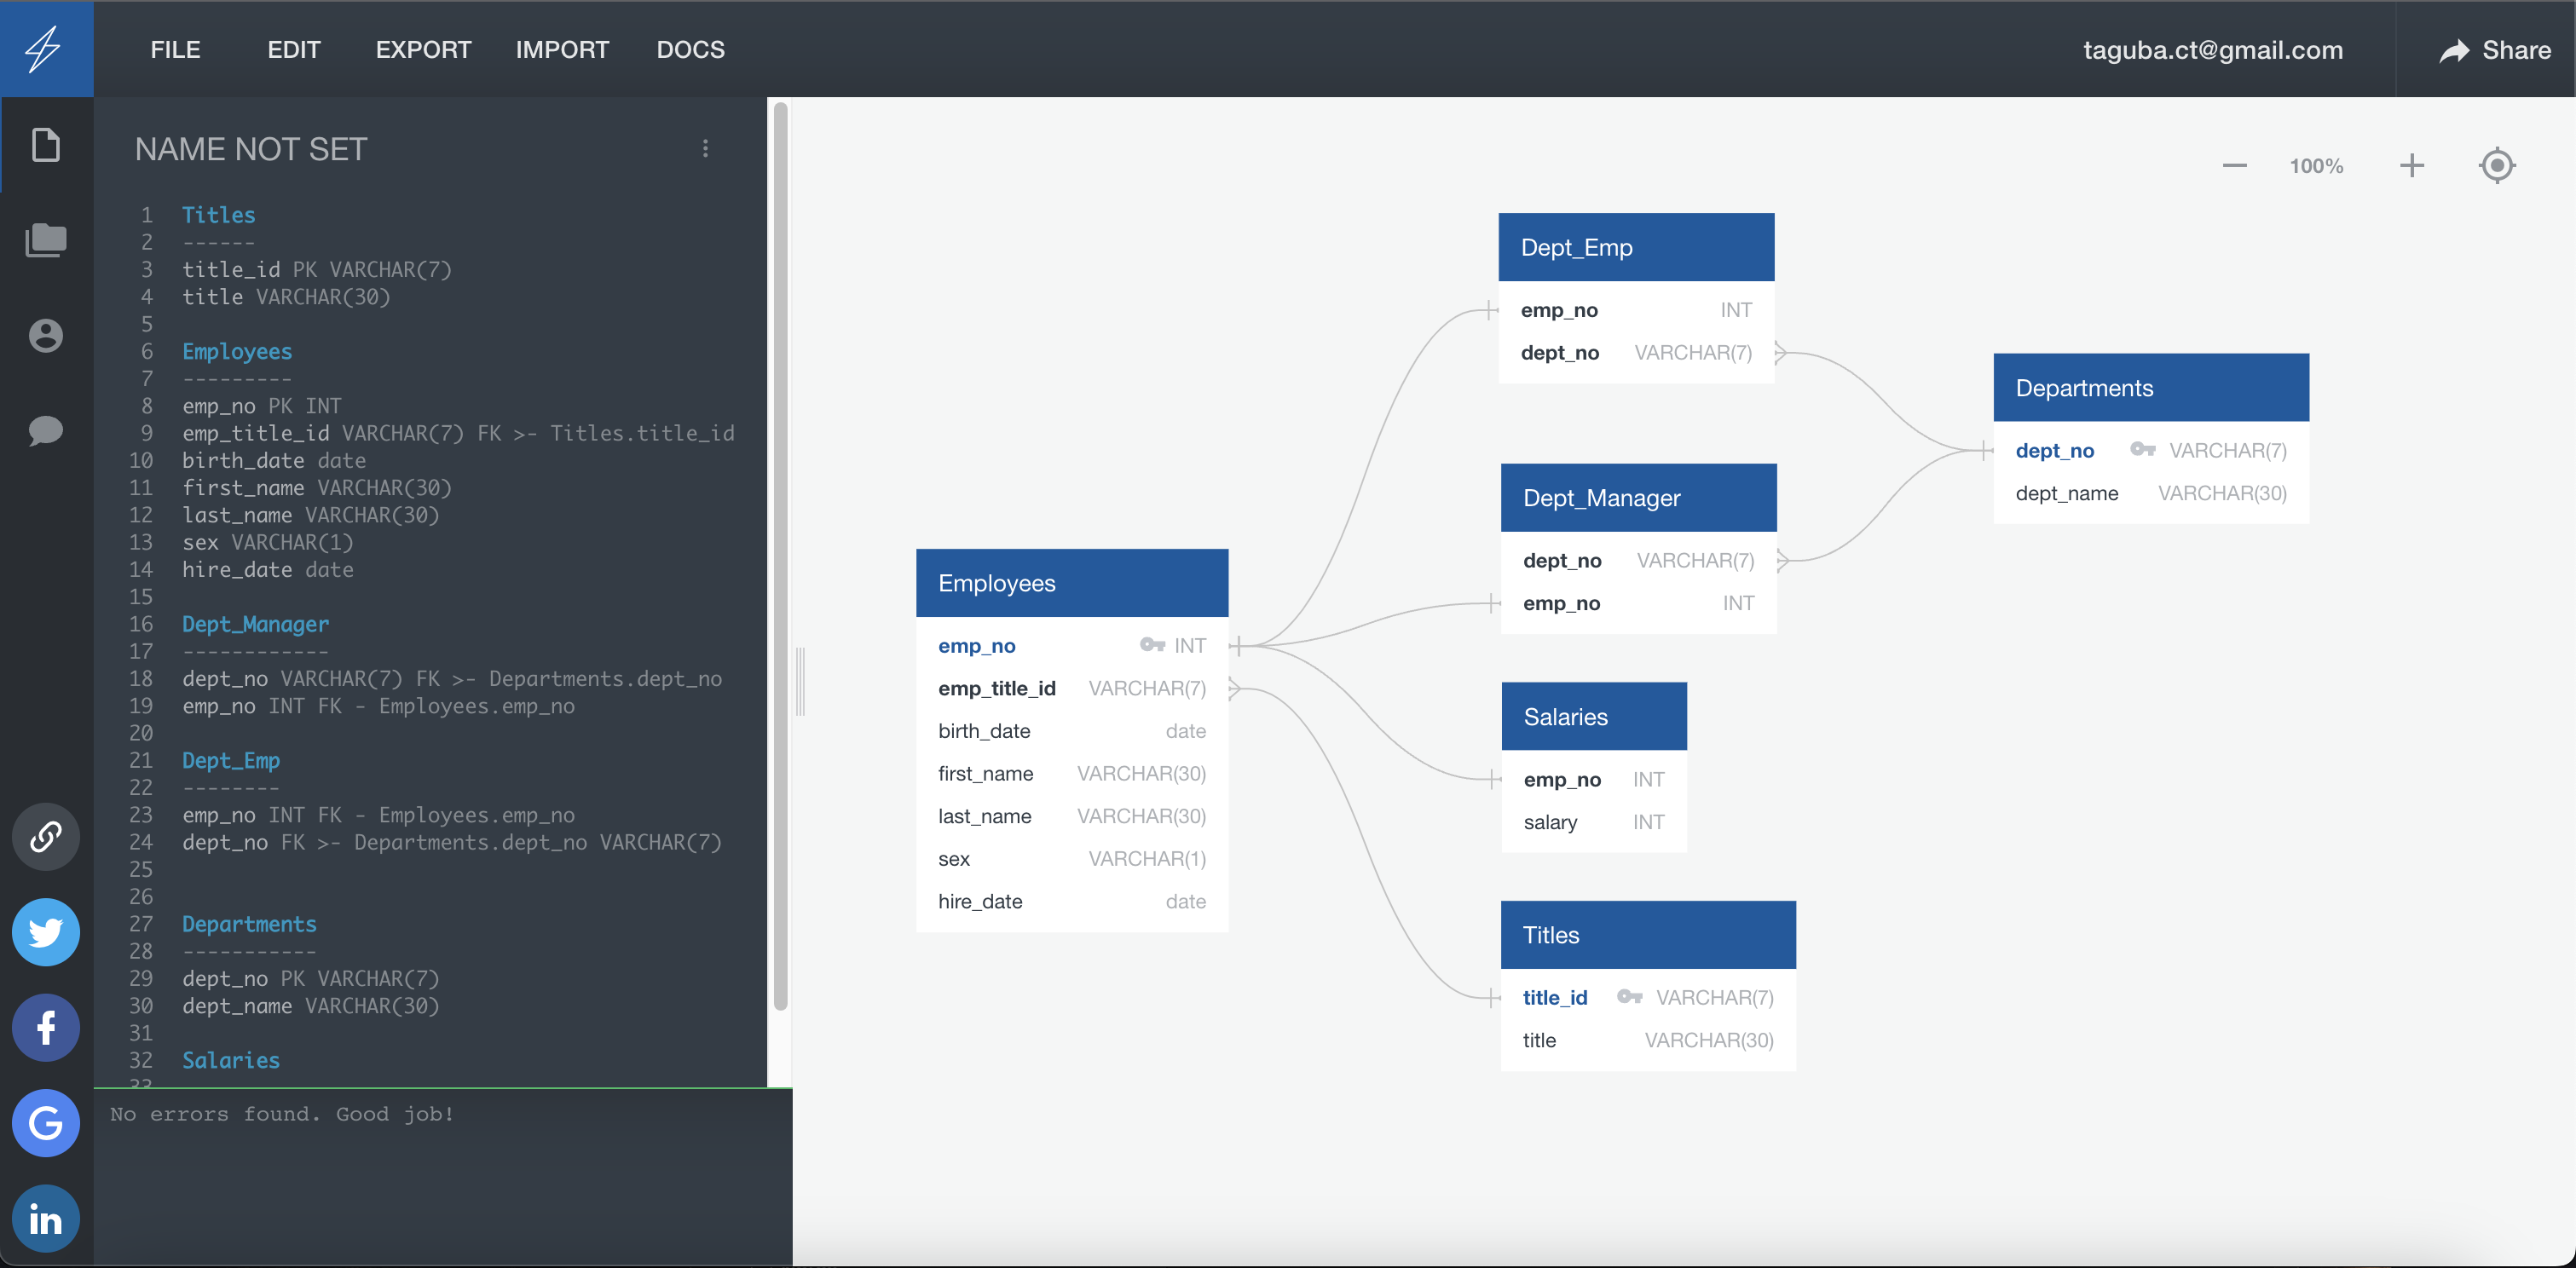 FILE EDIT EXPORT IMPORT DOCS taguba.ct@gmail.com Share
NAME NOT SET
1 Titles
2 ------
3 title_id PK VARCHAR(7)
4 title VARCHAR(30)
5
6 Employees
7 ---------
8 emp_no PK INT
9 emp_title_id VARCHAR(7) FK >- Titles.title_id
10 birth_date date
11 first_name VARCHAR(30)
12 last_name VARCHAR(30)
13 sex VARCHAR(1)
14 hire_date date
15
16 Dept_Manager
17 ------------
18 dept_no VARCHAR(7) FK >- Departments.dept_no
19 emp_no INT FK - Employees.emp_no
20
21 Dept_Emp
22 --------
23 emp_no INT FK - Employees.emp_no
24 dept_no FK >- Departments.dept_no VARCHAR(7)
25
26
27 Departments
28 -----------
29 dept_no PK VARCHAR(7)
30 dept_name VARCHAR(30)
31
32 Salaries
33
No errors found. Good job!
100%
Dept_Emp
emp_no INT
dept_no VARCHAR(7)
Departments
dept_no VARCHAR(7)
dept_name VARCHAR(30)
Dept_Manager
dept_no VARCHAR(7)
emp_no INT
Employees
emp_no INT
emp_title_id VARCHAR(7)
birth_date date
first_name VARCHAR(30)
last_name VARCHAR(30)
sex VARCHAR(1)
hire_date date
Salaries
emp_no INT
salary INT
Titles
title_id VARCHAR(7)
title VARCHAR(30)
f
G
in